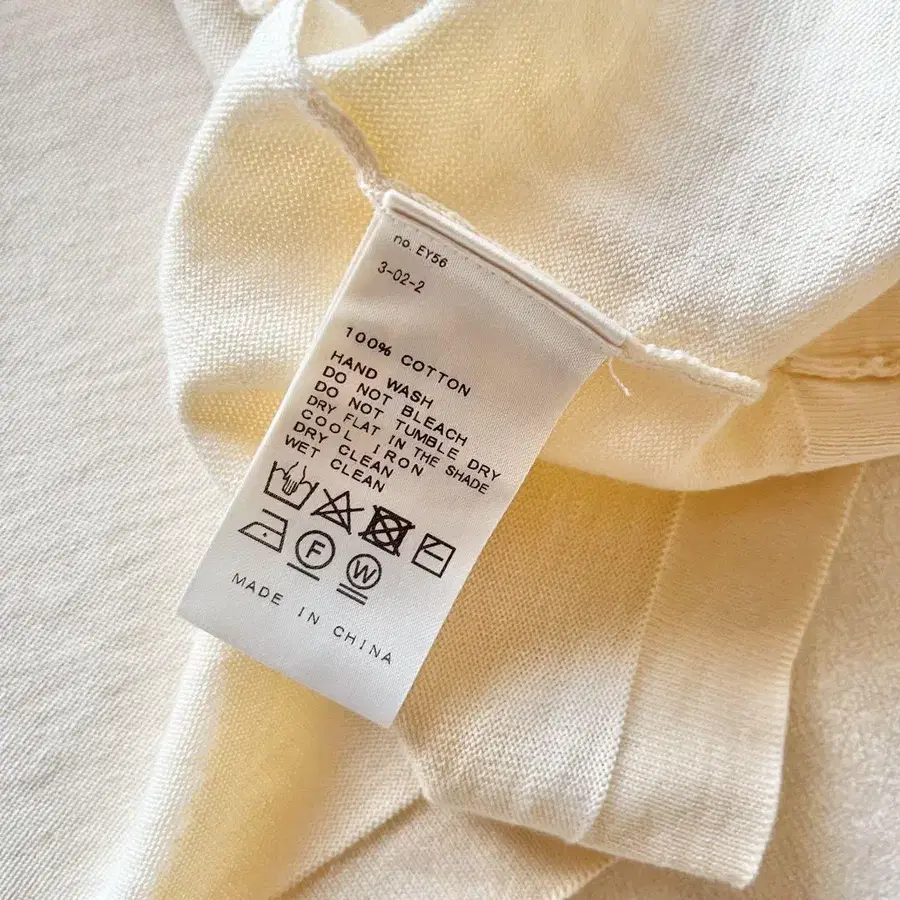 no. EY56
3-02-2
100% COTTON
HAND WASH
DO NOT BLEACH
DO NOT TUMBLE DRY
DRY FLAT IN THE SHADE
COOL IRON
DRY CLEAN
WET CLEAN
F
W
MADE IN CHINA